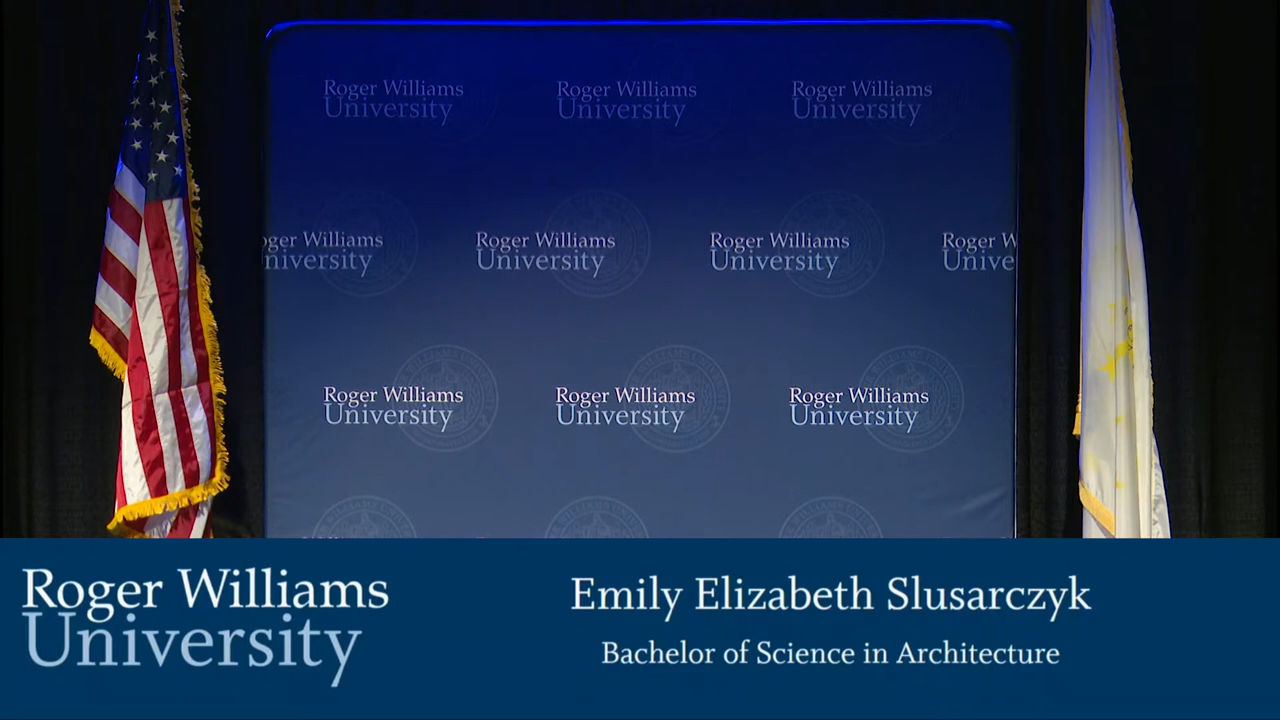 Roger Williams
University
Roger Williams
University
Roger Williams
University
ger Williams
niversity
Roger Williams
University
Roger Williams
University
Roger W
Unive
Roger Williams
University
Roger Williams
University
Roger Williams
University
Roger Williams
University
Emily Elizabeth Slusarczyk
Bachelor of Science in Architecture